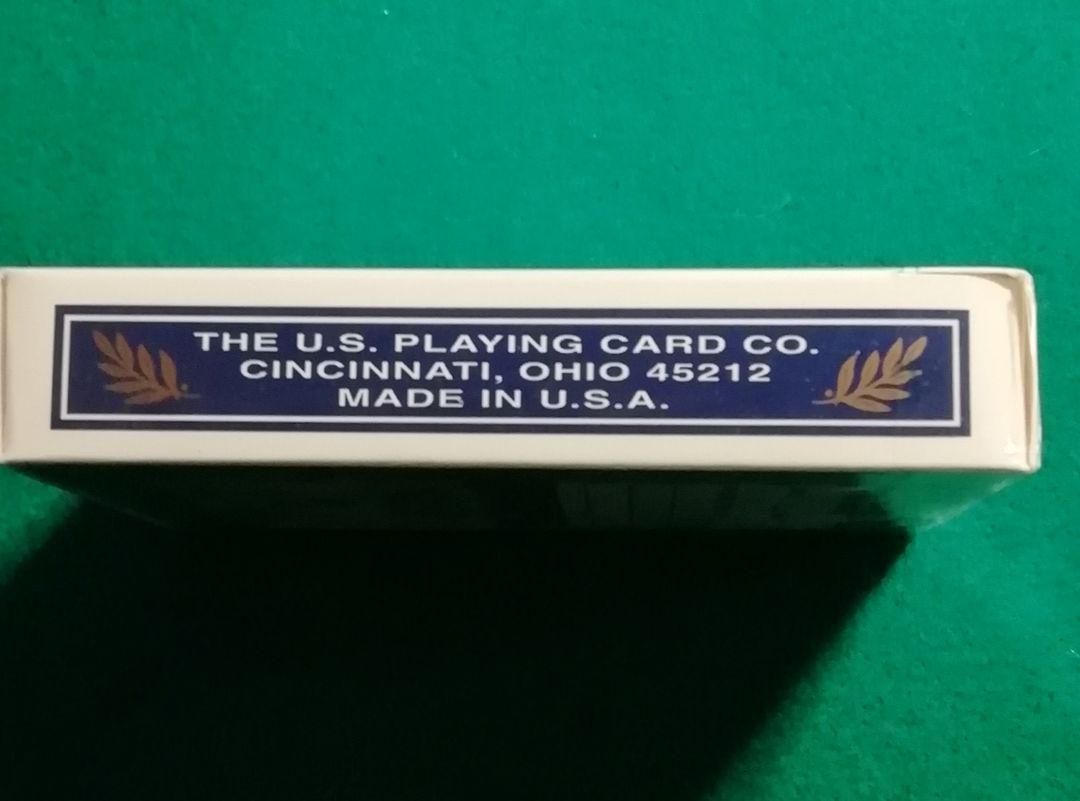 THE U.S. PLAYING CARD CO.
CINCINNATI, OHIO 45212
MADE IN U.S.A.